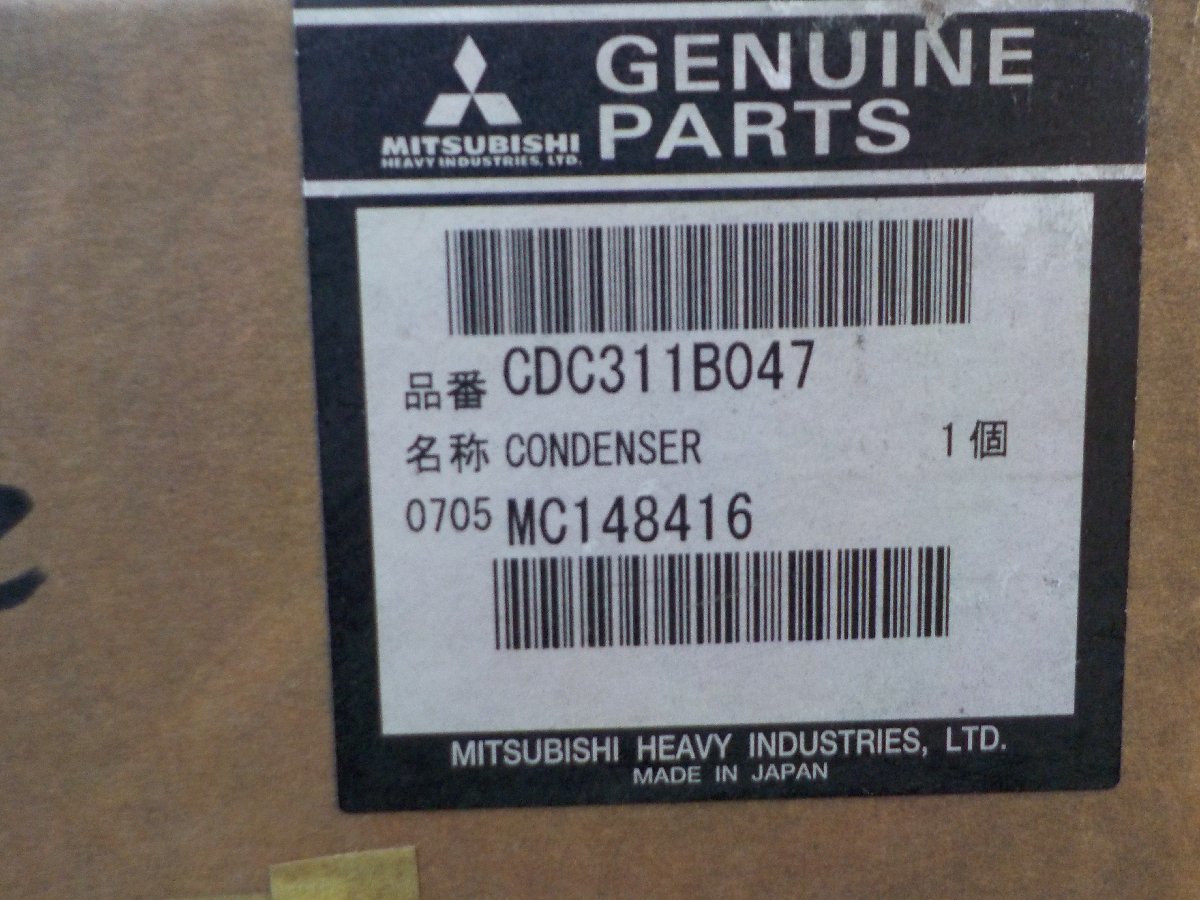 GENUINE
PARTS
MITSUBISHI
HEAVY INDUSTRIES, LTD.
品番 CDC311B047
名称 CONDENSER 1個
0705 MC148416
MITSUBISHI HEAVY INDUSTRIES, LTD.
MADE IN JAPAN